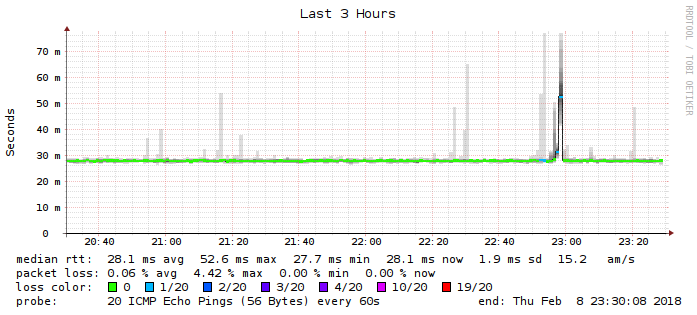 Last 3 Hours
RRDTOOL / TOBI OETIKER
Seconds
70 m
60 m
50 m
40 m
30 m
20 m
10 m
0
20:40 21:00 21:20 21:40 22:00 22:20 22:40 23:00 23:20
median rtt: 28.1 ms avg 52.6 ms max 27.7 ms min 28.1 ms now 1.9 ms sd 15.2 am/s
packet loss: 0.06 % avg 4.42 % max 0.00 % min 0.00 % now
loss color: 0 1/20 2/20 3/20 4/20 10/20 19/20
probe: 20 ICMP Echo Pings (56 Bytes) every 60s end: Thu Feb 8 23:30:08 2018